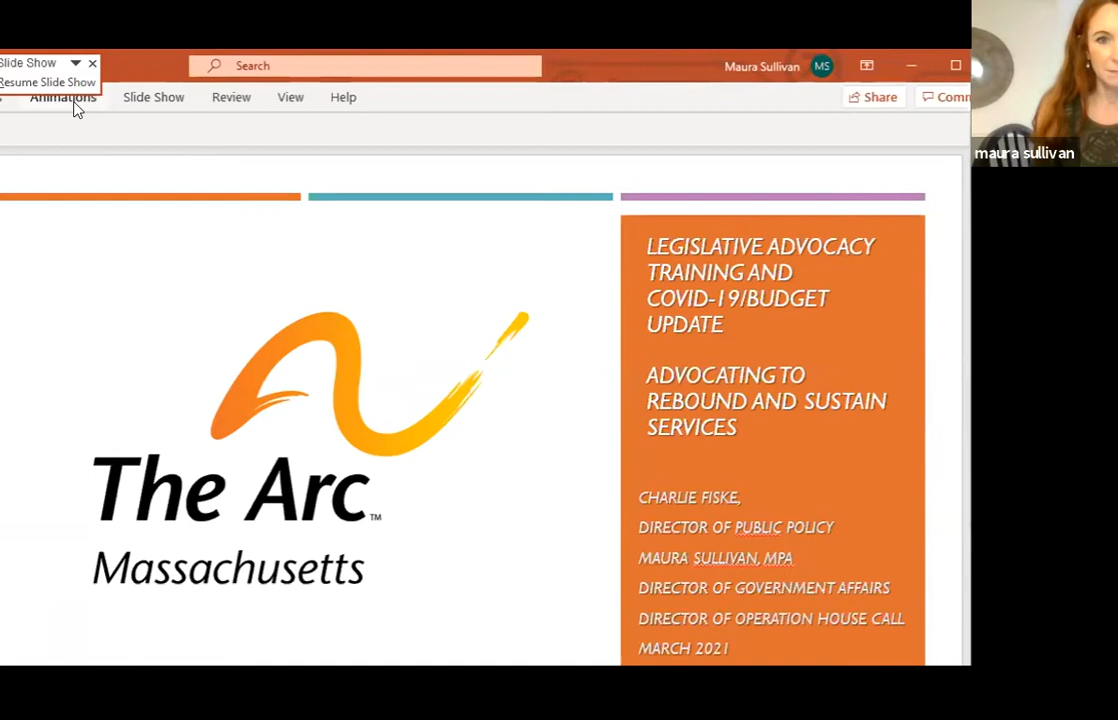 Slide Show
Resume Slide Show
Search
Maura Sullivan MS
Animations Slide Show Review View Help
Share
maura sullivan
LEGISLATIVE ADVOCACY
TRAINING AND
COVID-19/BUDGET
UPDATE
ADVOCATING TO
REBOUND AND SUSTAIN
SERVICES
The Arc™
Massachusetts
CHARLIE FISKE,
DIRECTOR OF PUBLIC POLICY
MAURA SULLIVAN, MPA
DIRECTOR OF GOVERNMENT AFFAIRS
DIRECTOR OF OPERATION HOUSE CALL
MARCH 2021